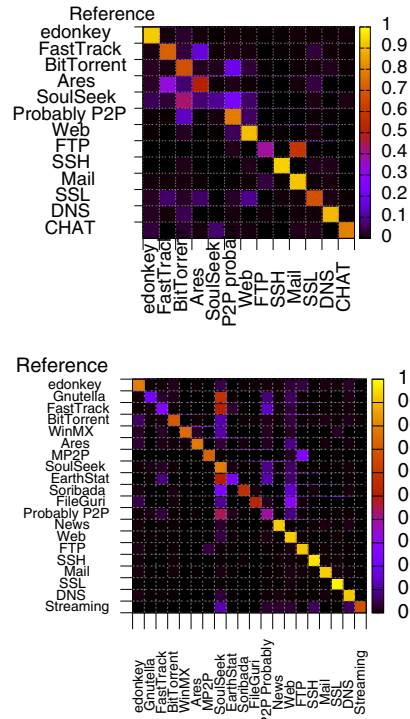 Reference
edonkey
FastTrack
BitTorrent
Ares
SoulSeek
Probably P2P
Web
FTP
SSH
Mail
SSL
DNS
CHAT
1
0.9
0.8
0.7
0.6
0.5
0.4
0.3
0.2
0.1
0
edonkey
FastTrack
BitTorrent
Ares
SoulSeek
P2P proba
Web
FTP
SSH
Mail
SSL
DNS
CHAT
Reference
edonkey
Gnutella
FastTrack
BitTorrent
WinMX
Ares
MP2P
SoulSeek
EarthStat
Soribada
FileGuri
Probably P2P
News
Web
FTP
SSH
Mail
SSL
DNS
Streaming
1
0
0
0
0
0
0
0
0
0
0
edonkey
Gnutella
FastTrack
BitTorrent
WinMX
Ares
MP2P
SoulSeek
EarthStat
Soribada
FileGuri
P2P Probably
News
Web
FTP
SSH
Mail
SSL
DNS
Streaming